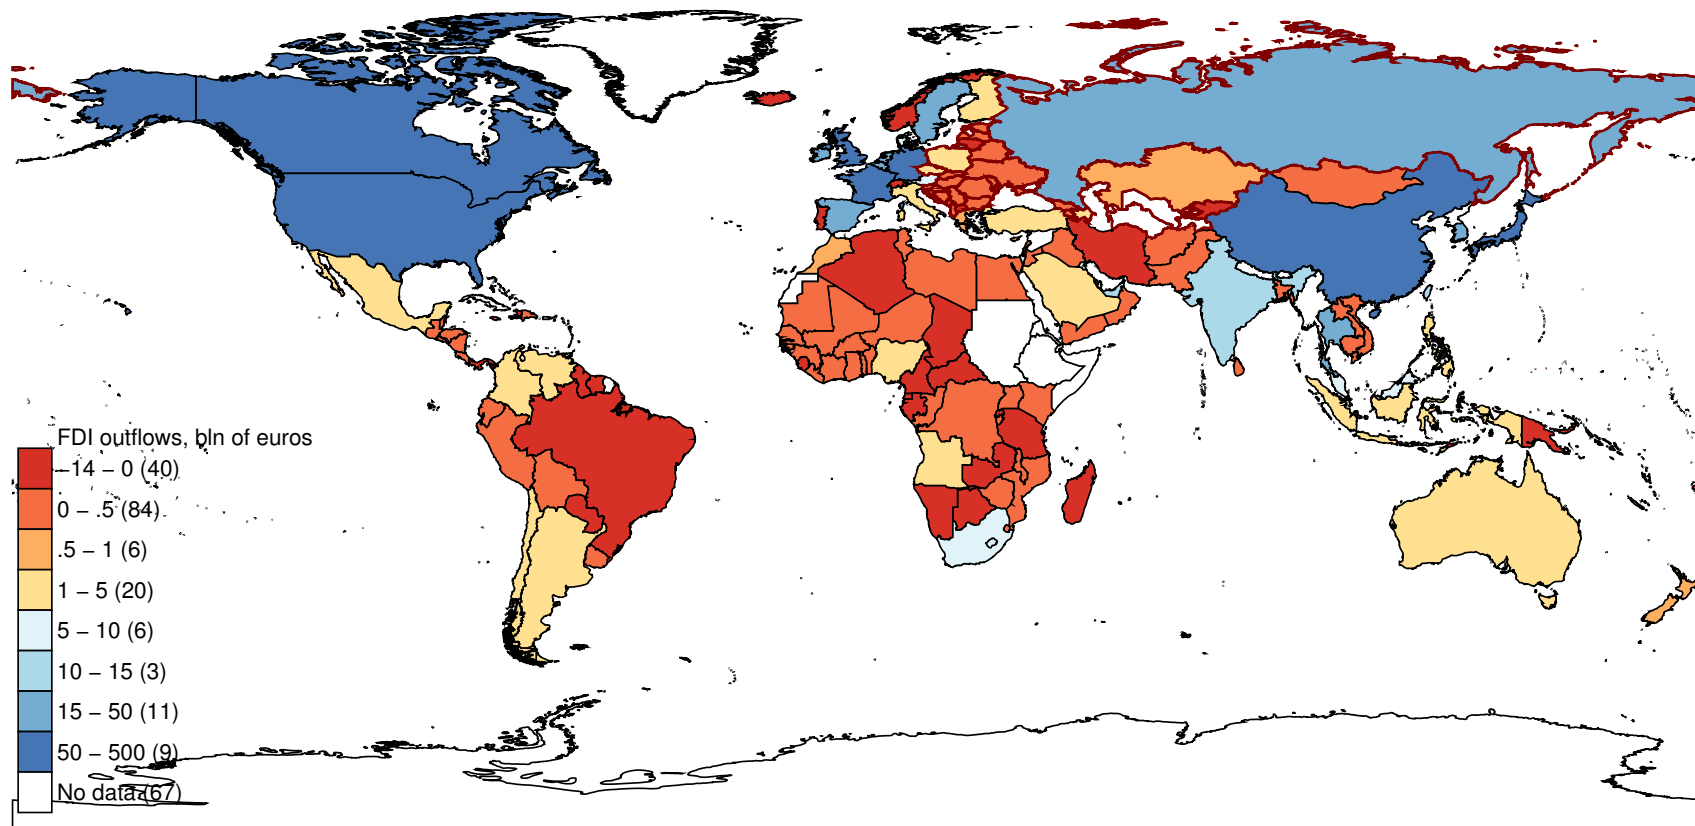 FDI outflows, bln of euros
−14 − 0 (40)
0 − .5 (84)
.5 − 1 (6)
1 − 5 (20)
5 − 10 (6)
10 − 15 (3)
15 − 50 (11)
50 − 500 (9)
No data (67)